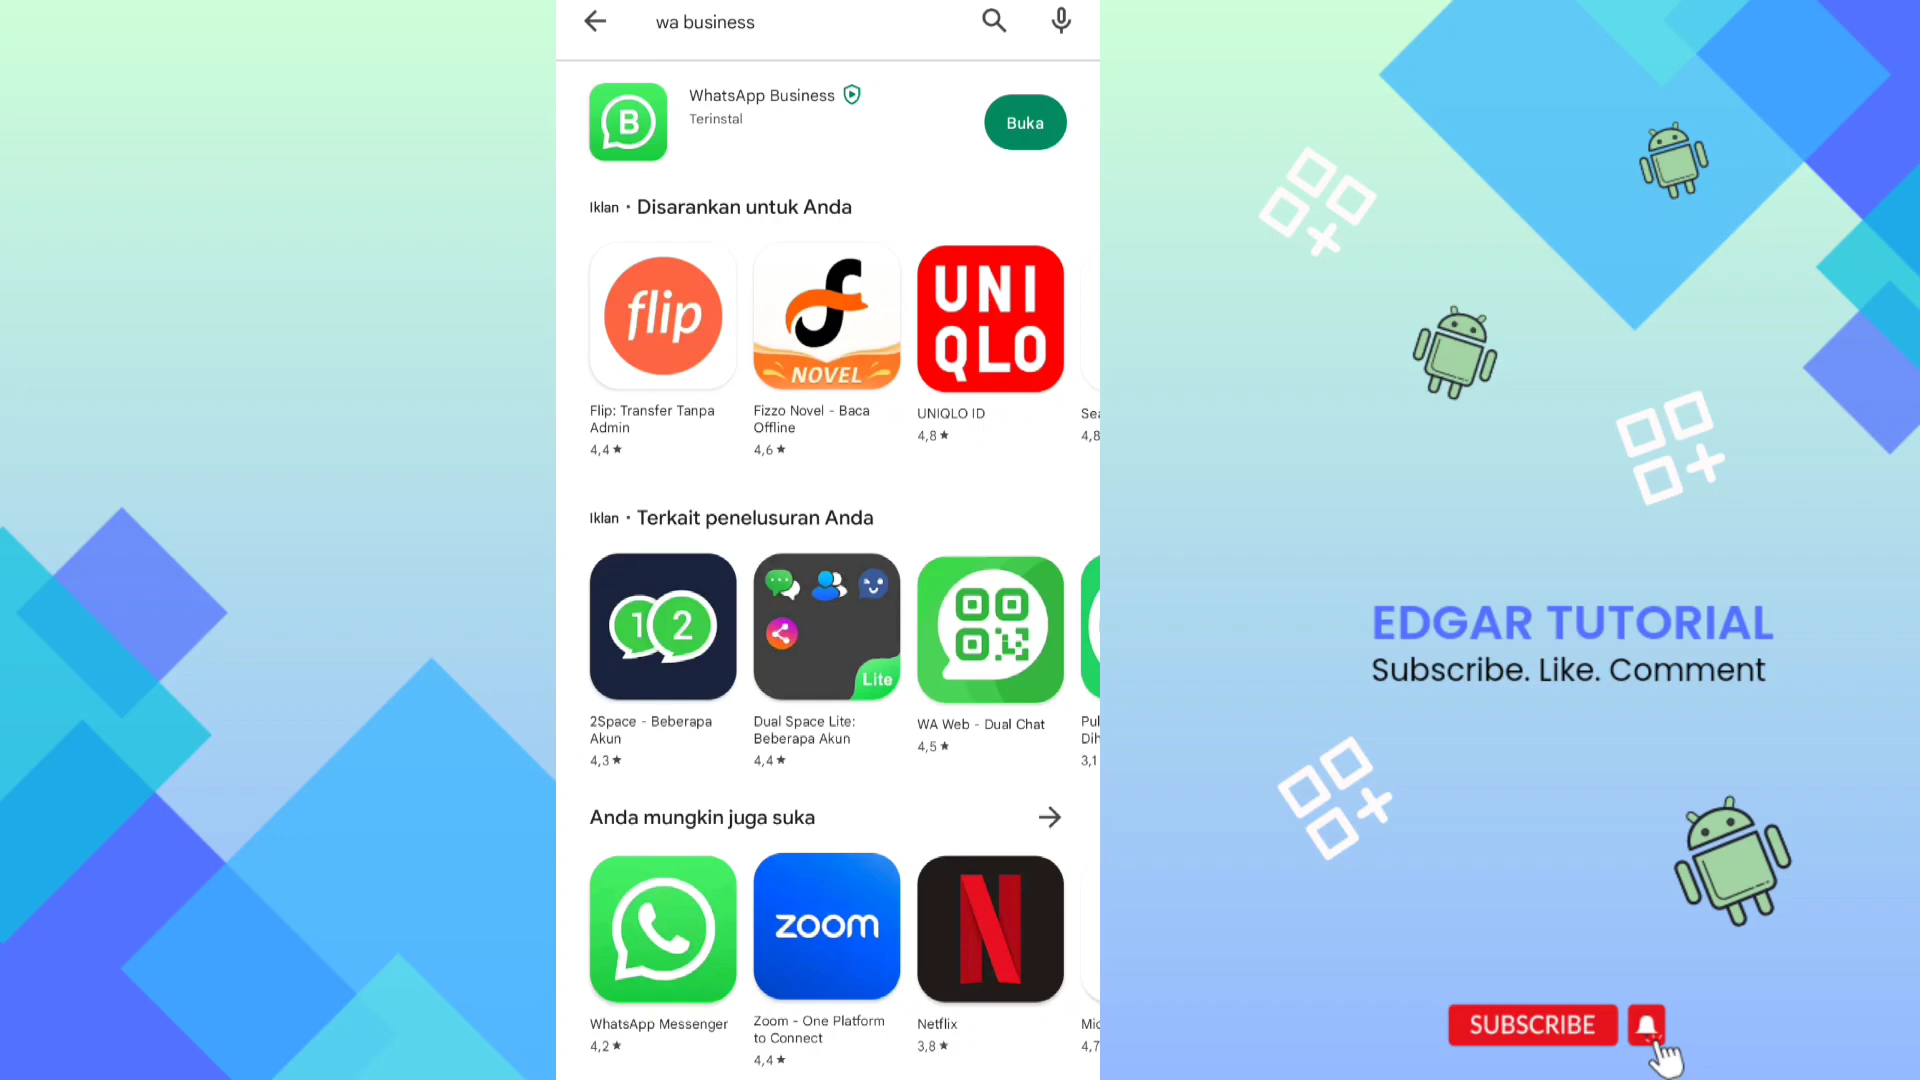 wa business
WhatsApp Business
Terinstal
B
Buka
Iklan • Disarankan untuk Anda
flip
NOVEL
UNI
QLO
Flip: Transfer Tanpa
Admin
4,4 ★
Fizzo Novel - Baca
Offline
4,6 ★
UNIQLO ID
4,8 ★
Sea
4,8
Iklan • Terkait penelusuran Anda
1 2
Lite
2Space - Beberapa
Akun
4,3 ★
Dual Space Lite:
Beberapa Akun
4,4 ★
WA Web - Dual Chat
4,5 ★
Pul
Dih
3,1
Anda mungkin juga suka
zoom
N
WhatsApp Messenger
4,2 ★
Zoom - One Platform
to Connect
4,4 ★
Netflix
3,8 ★
Mic
4,7
EDGAR TUTORIAL
Subscribe. Like. Comment
SUBSCRIBE